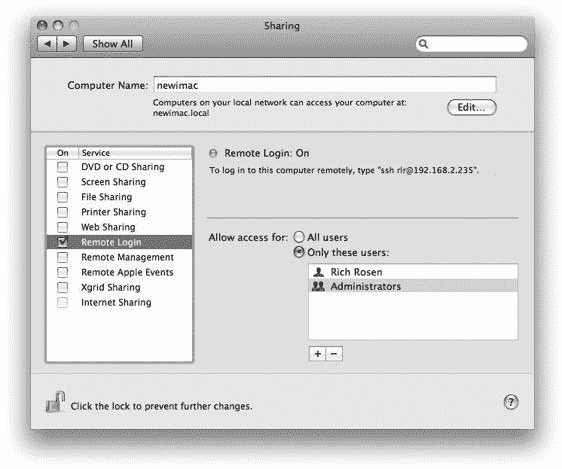 Sharing
Show All
Computer Name: newimac
Computers on your local network can access your computer at:
newimac.local
Edit...
On Service
DVD or CD Sharing
Screen Sharing
File Sharing
Printer Sharing
Web Sharing
Remote Login
Remote Management
Remote Apple Events
Xgrid Sharing
Internet Sharing
Remote Login: On
To log in to this computer remotely, type "ssh rlr@192.168.2.235".
Allow access for: All users
Only these users:
Rich Rosen
Administrators
+ −
Click the lock to prevent further changes.
?